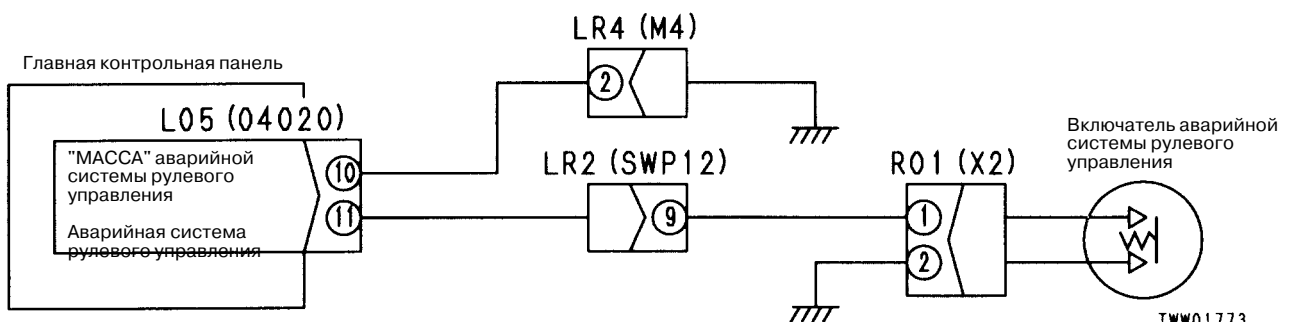 LR4 (M4)
Главная контрольная панель
2
L05 (04020)
Включатель аварийной
системы рулевого
управления
"МАССА" аварийной
системы рулевого
управления
10
LR2 (SWP12)
R01 (X2)
11
9
1
Аварийная система
рулевого управления
2
TWW01773